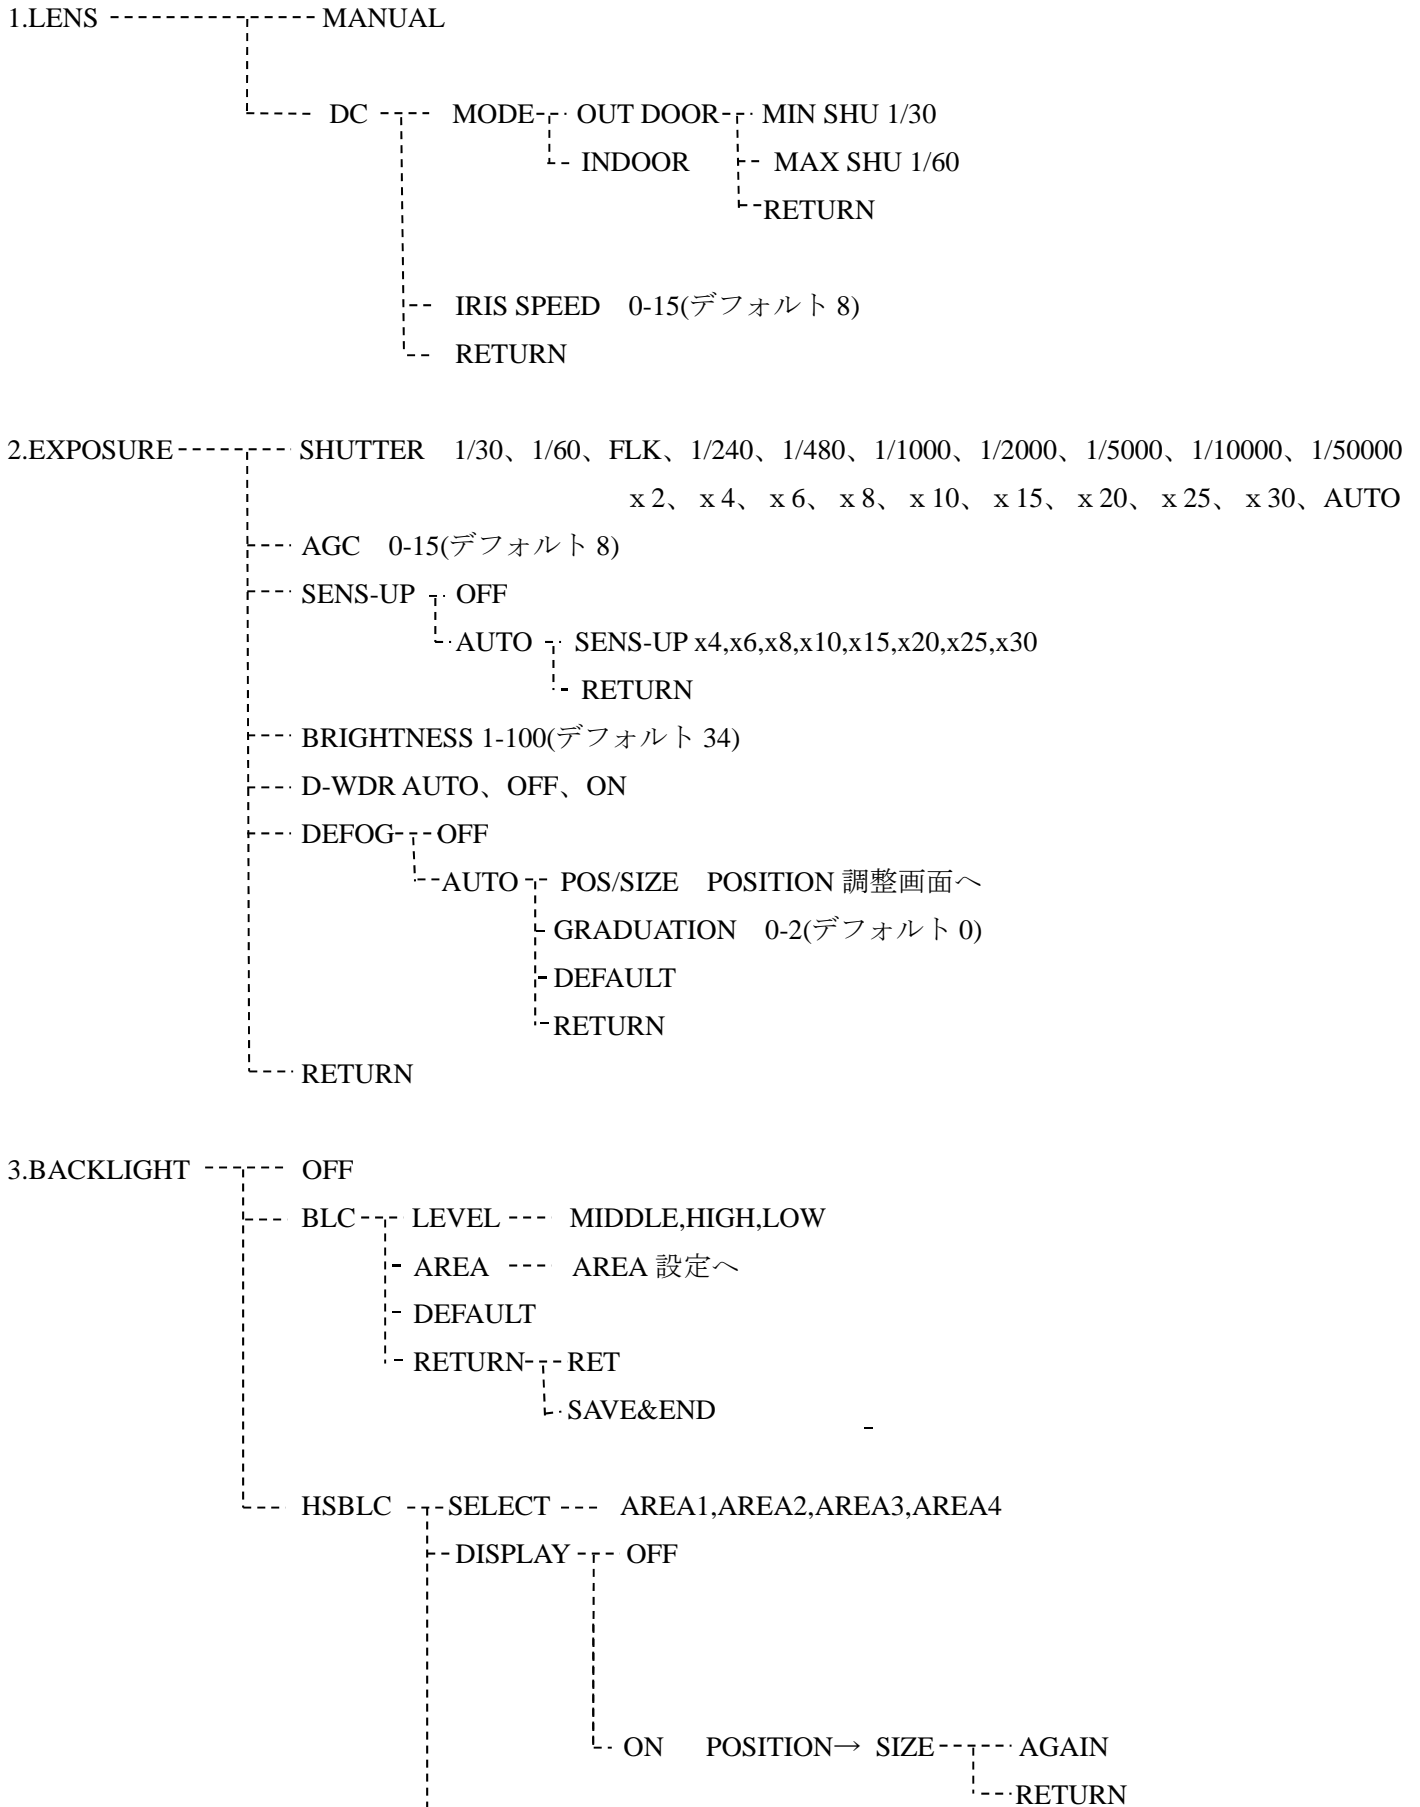 1.LENS MANUAL
DC MODE OUT DOOR MIN SHU 1/30
INDOOR MAX SHU 1/60
RETURN
IRIS SPEED 0-15(デフォルト 8)
RETURN
2.EXPOSURE SHUTTER 1/30、1/60、FLK、1/240、1/480、1/1000、1/2000、1/5000、1/10000、1/50000
x 2、 x 4、 x 6、 x 8、 x 10、 x 15、 x 20、 x 25、 x 30、AUTO
AGC 0-15(デフォルト 8)
SENS-UP OFF
AUTO SENS-UP x4,x6,x8,x10,x15,x20,x25,x30
RETURN
BRIGHTNESS 1-100(デフォルト 34)
D-WDR AUTO、OFF、ON
DEFOG OFF
AUTO POS/SIZE POSITION 調整画面へ
GRADUATION 0-2(デフォルト 0)
DEFAULT
RETURN
RETURN
3.BACKLIGHT OFF
BLC LEVEL MIDDLE,HIGH,LOW
AREA AREA 設定へ
DEFAULT
RETURN RET
SAVE&END
HSBLC SELECT AREA1,AREA2,AREA3,AREA4
DISPLAY OFF
ON POSITION→ SIZE AGAIN
RETURN